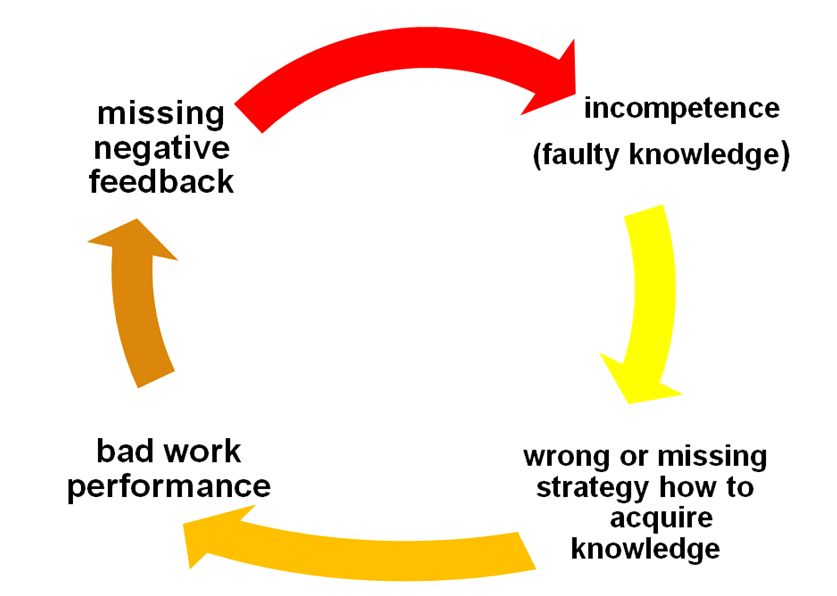 missing
negative
feedback
incompetence
(faulty knowledge)
wrong or missing
strategy how to
acquire
knowledge
bad work
performance